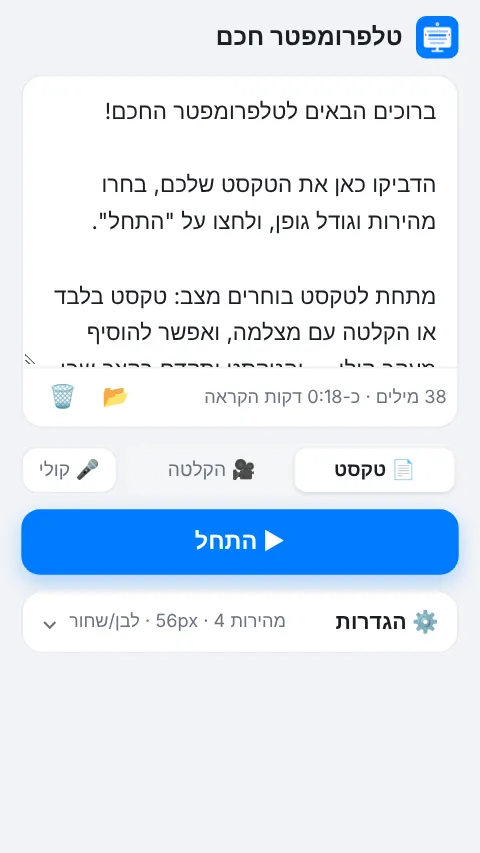 טלפרומפטר חכם
ברוכים הבאים לטלפרומפטר החכם!
הדביקו כאן את הטקסט שלכם, בחרו
מהירות וגודל גופן, ולחצו על "התחל".
מתחת לטקסט בוחרים מצב: טקסט בלבד
או הקלטה עם מצלמה, ואפשר להוסיף
38 מילים · כ-0:18 דקות הקראה
טקסט
הקלטה
קולי
התחל
הגדרות
מהירות 4 · 56px · לבן/שחור